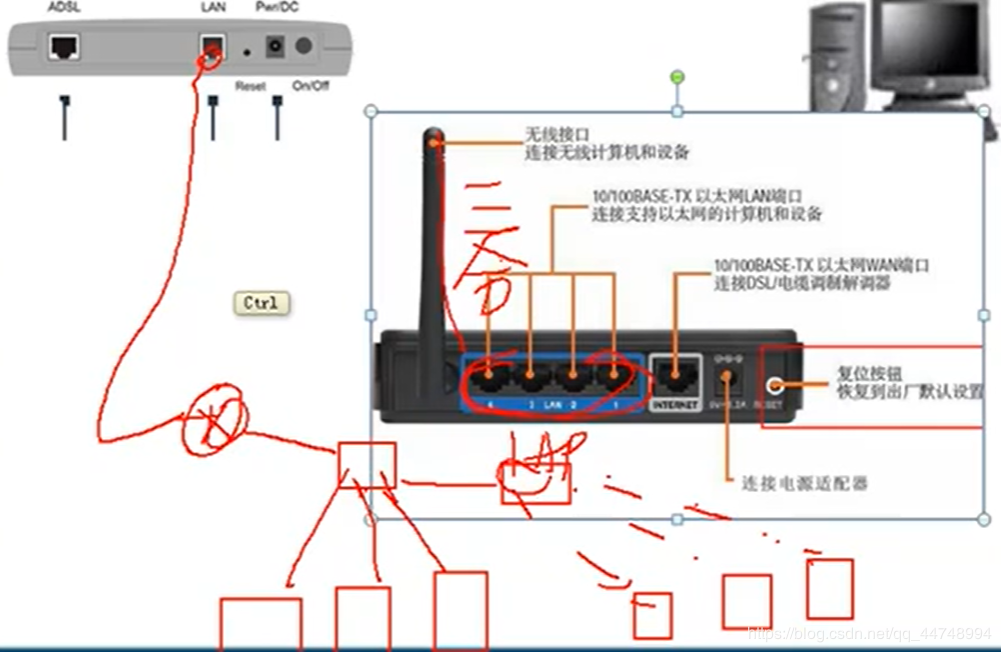 ADSL
LAN
Pwr/DC
Reset
On/Off
无线接口
连接无线计算机和设备
10/100BASE-TX 以太网LAN端口
连接支持以太网的计算机和设备
10/100BASE-TX 以太网WAN端口
连接DSL/电缆调制解调器
Ctrl
三
复位按钮
恢复到出厂默认设置
4 3 LAN 2 1
INTERNET
RESET
AP
连接电源适配器
https://blog.csdn.net/qq_44748994